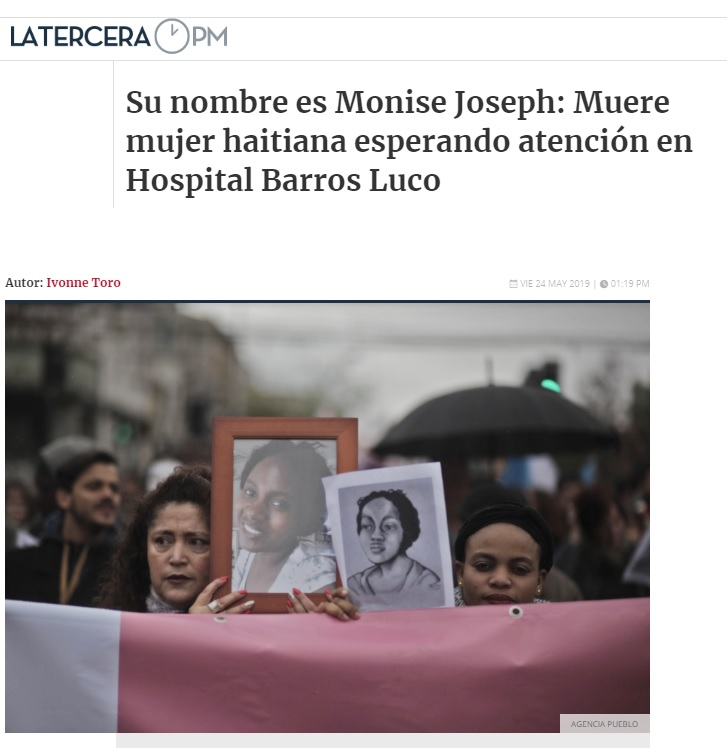 LATERCERA PM
Su nombre es Monise Joseph: Muere
mujer haitiana esperando atención en
Hospital Barros Luco
Autor: Ivonne Toro
VIE 24 MAY 2019 | 01:19 PM
AGENCIA PUEBLO